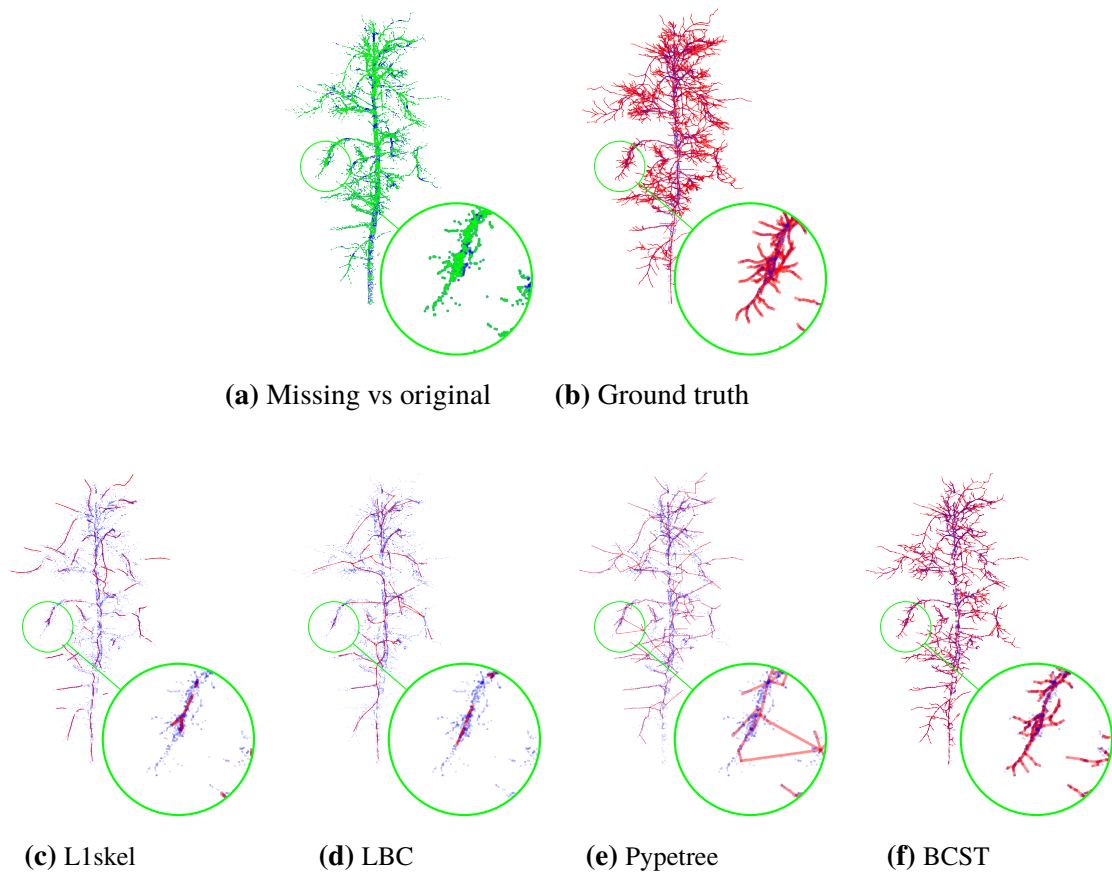 (a) Missing vs original
(b) Ground truth
(c) L1skel
(d) LBC
(e) Pypetree
(f) BCST